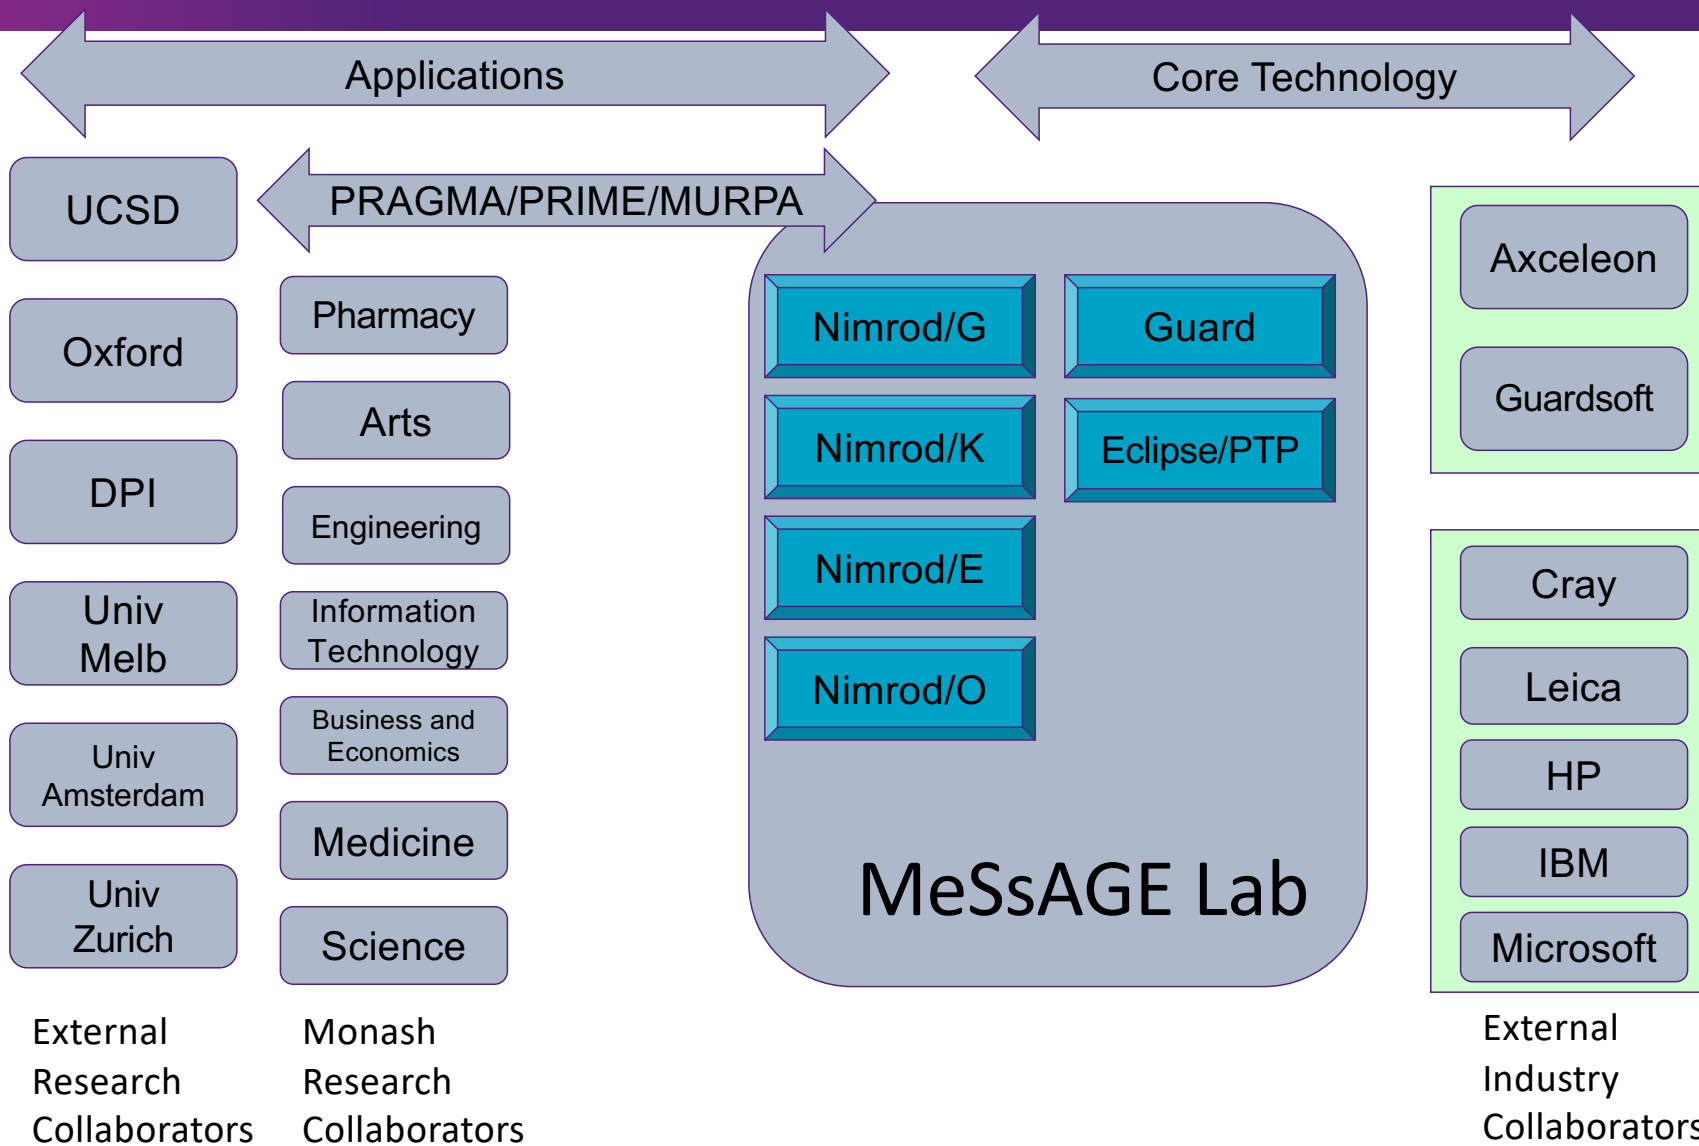 Applications
Core Technology
PRAGMA/PRIME/MURPA
UCSD
Oxford
DPI
Univ
Melb
Univ
Amsterdam
Univ
Zurich
External
Research
Collaborators
Pharmacy
Arts
Engineering
Information
Technology
Business and
Economics
Medicine
Science
Monash
Research
Collaborators
Nimrod/G
Nimrod/K
Nimrod/E
Nimrod/O
Guard
Eclipse/PTP
MeSsAGE Lab
Axceleon
Guardsoft
Cray
Leica
HP
IBM
Microsoft
External
Industry
Collaborators